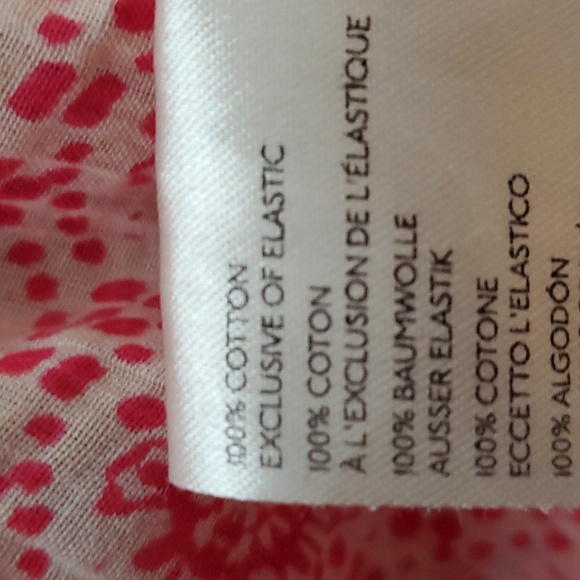 100% COTTON
EXCLUSIVE OF ELASTIC
100% COTON
À L'EXCLUSION DE L'ÉLASTIQUE
100% BAUMWOLLE
AUSSER ELASTIK
100% COTONE
ECCETTO L'ELASTICO
100% ALGODÓN